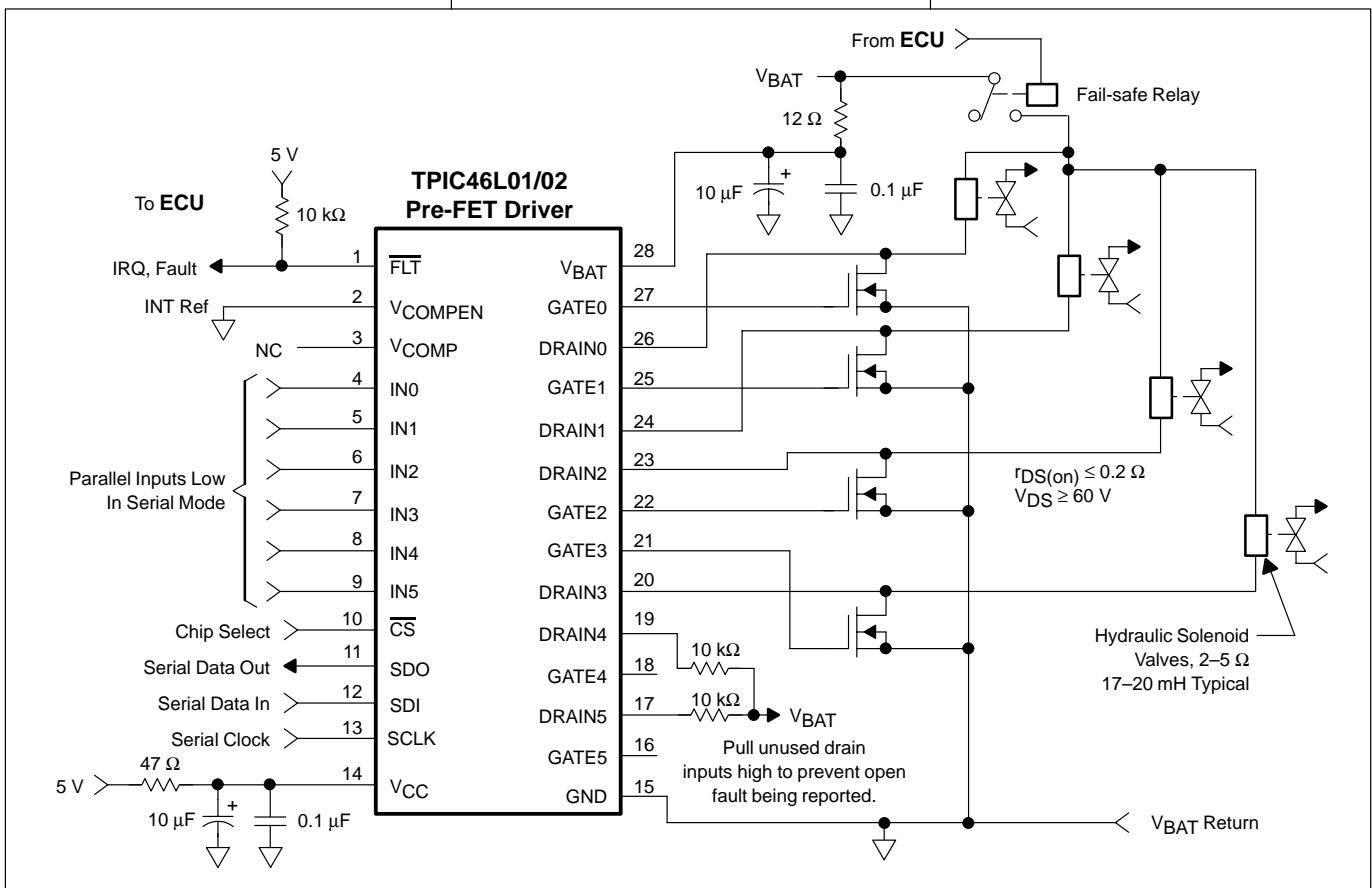 From ECU
VBAT
Fail-safe Relay
12 Ω
5 V
10 μF
+
0.1 μF
To ECU
10 kΩ
TPIC46L01/02
Pre-FET Driver
IRQ, Fault
1
FLT
VBAT
28
INT Ref
2
VCOMPEN
GATE0
27
NC
3
VCOMP
DRAIN0
26
4
IN0
GATE1
25
5
IN1
DRAIN1
24
6
IN2
DRAIN2
23
7
IN3
GATE2
22
8
IN4
GATE3
21
9
IN5
DRAIN3
20
Parallel Inputs Low
In Serial Mode
rDS(on) ≤ 0.2 Ω
VDS ≥ 60 V
Chip Select
10
CS
DRAIN4
19
10 kΩ
Serial Data Out
11
SDO
GATE4
18
Serial Data In
12
SDI
DRAIN5
17
10 kΩ
VBAT
Serial Clock
13
SCLK
GATE5
16
Hydraulic Solenoid
Valves, 2–5 Ω
17–20 mH Typical
Pull unused drain
inputs high to prevent open
fault being reported.
5 V
47 Ω
14
VCC
GND
15
10 μF
+
0.1 μF
VBAT Return